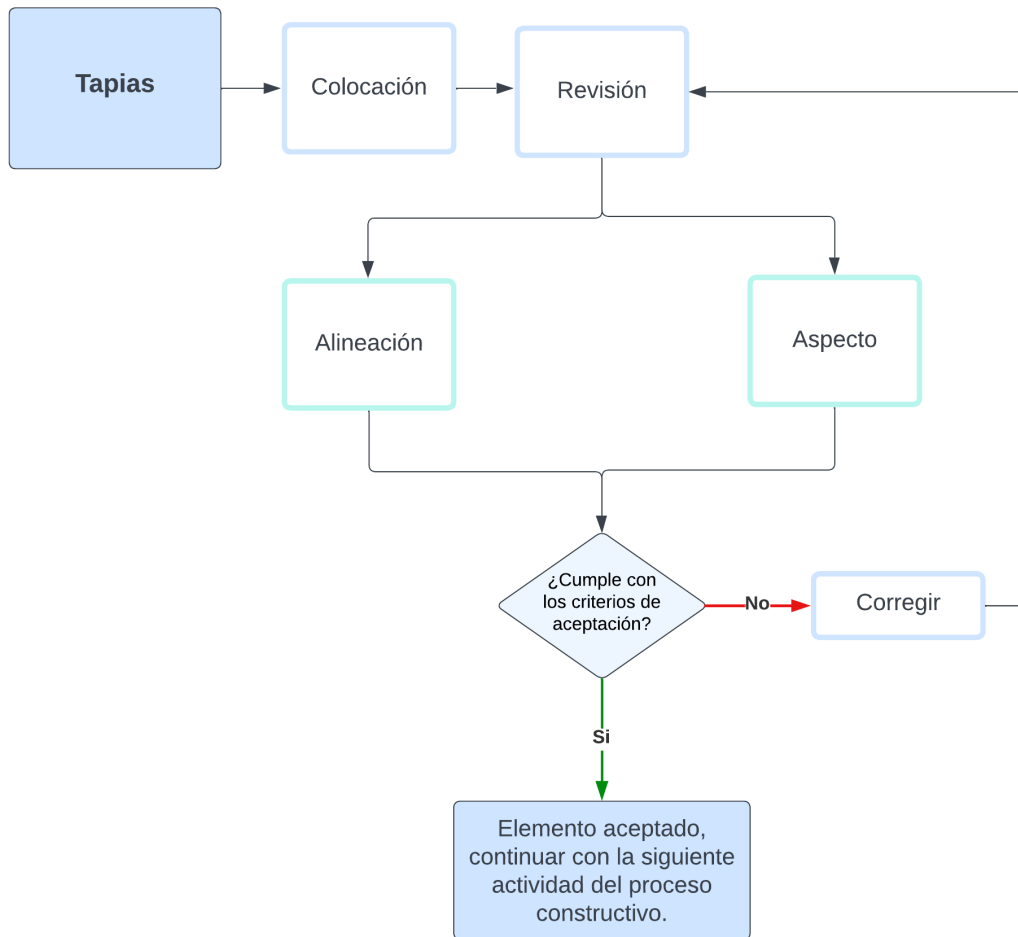 Tapias
Colocación
Revisión
Alineación
Aspecto
¿Cumple con
los criterios de
aceptación?
No
Corregir
Si
Elemento aceptado,
continuar con la siguiente
actividad del proceso
constructivo.